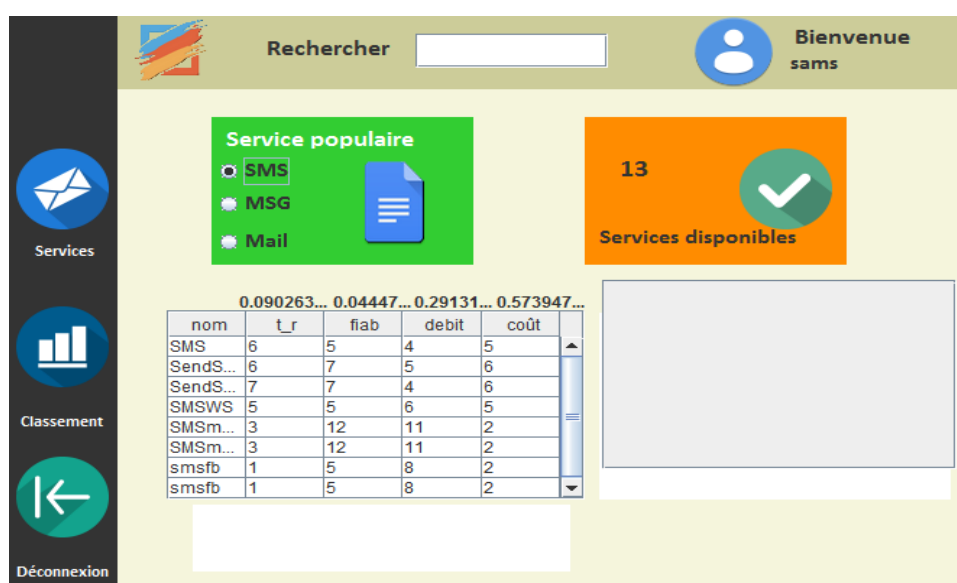 Rechercher
Bienvenue
sams
Service populaire
SMS
MSG
Mail
13
Services disponibles
Services
Classement
Déconnexion
0.090263... 0.04447... 0.29131... 0.573947...
nom t_r fiab debit coût
SMS 6 5 4 5
SendS... 6 7 5 6
SendS... 7 7 4 6
SMSWS 5 5 6 5
SMSm... 3 12 11 2
SMSm... 3 12 11 2
smsfb 1 5 8 2
smsfb 1 5 8 2